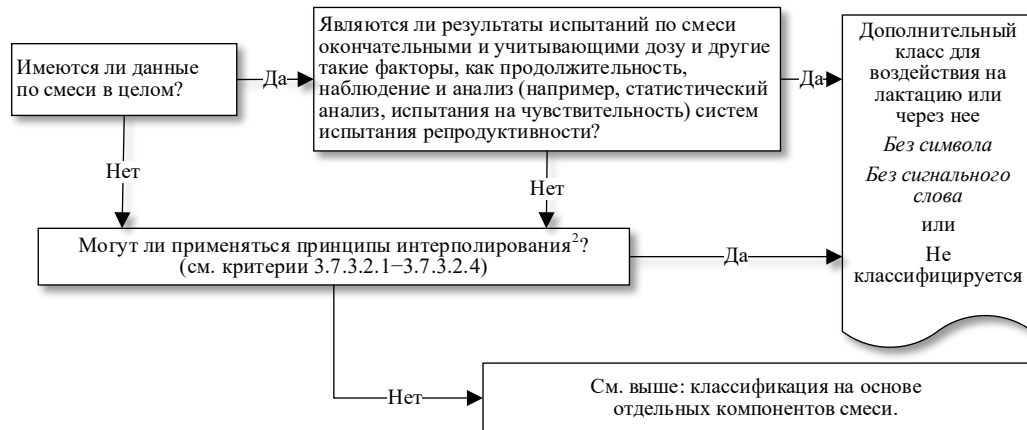 Имеются ли данные
по смеси в целом?
Да
Являются ли результаты испытаний по смеси
окончательными и учитывающими дозу и другие
такие факторы, как продолжительность,
наблюдение и анализ (например, статистический
анализ, испытания на чувствительность) систем
испытания репродуктивности?
Да
Дополнительный
класс для
воздействия на
лактацию или
через нее
Без символа
Без сигнального
слова
или
Не
классифицируется
Нет
Нет
Могут ли применяться принципы интерполирования²?
(см. критерии 3.7.3.2.1−3.7.3.2.4)
Да
Нет
См. выше: классификация на основе
отдельных компонентов смеси.